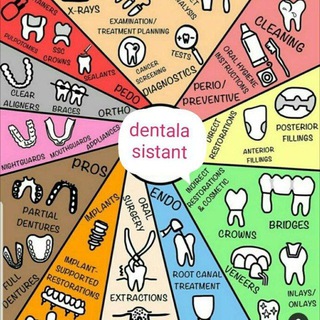 X-RAYS
EXAMINATION/
TREATMENT PLANNING
ANALYSIS
TESTS
CANCER
SCREENING
DIAGNOSTICS
CLEANING
ORAL HYGIENE
INSTRUCTIONS
PERIO/
PREVENTIVE
PULPOTOMIES
SSC
CROWNS
SEALANTS
PEDO
CLEAR
ALIGNERS
BRACES
ORTHO
NIGHTGUARDS
MOUTHGUARDS
APPLIANCES
dentala
sistant
DIRECT
RESTORATIONS
ANTERIOR
FILLINGS
POSTERIOR
FILLINGS
INDIRECT
RESTORATIONS
& COSMETIC
CROWNS
BRIDGES
VENEERS
INLAYS/
ONLAYS
PROS
PARTIAL
DENTURES
FULL
DENTURES
IMPLANTS
IMPLANT-
SUPPORTED
RESTORATIONS
ORAL
SURGERY
EXTRACTIONS
ENDO
ROOT CANAL
TREATMENT